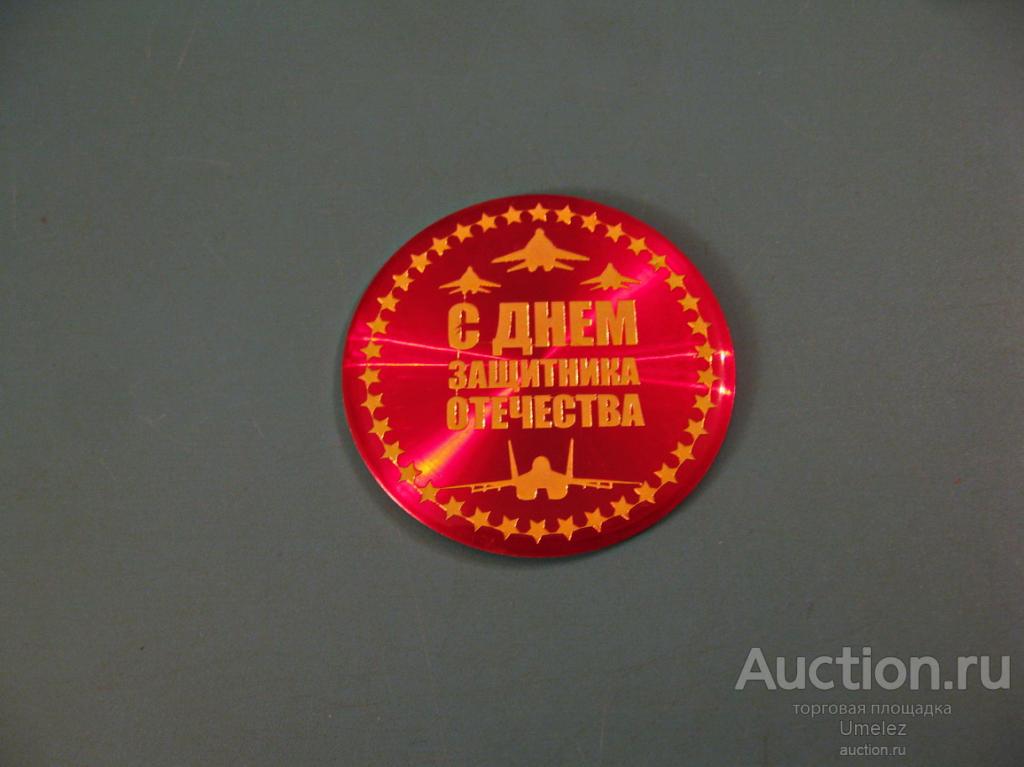 С ДНЕМ
ЗАЩИТНИКА
ОТЕЧЕСТВА
Auction.ru
торговая площадка
Umelez
auction.ru